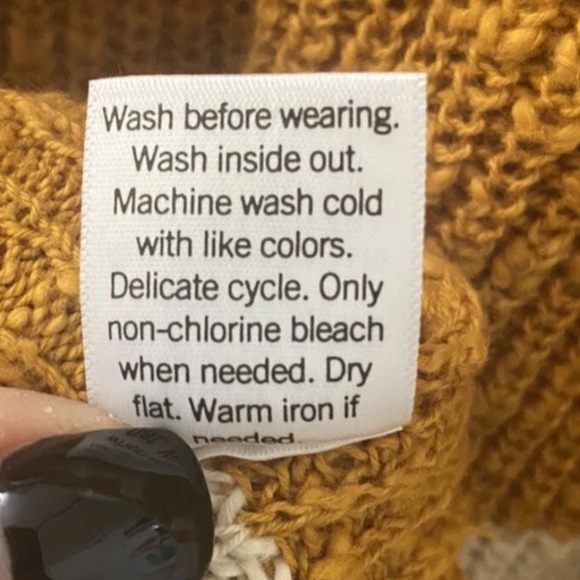 Wash before wearing.
Wash inside out.
Machine wash cold
with like colors.
Delicate cycle. Only
non-chlorine bleach
when needed. Dry
flat. Warm iron if
needed.